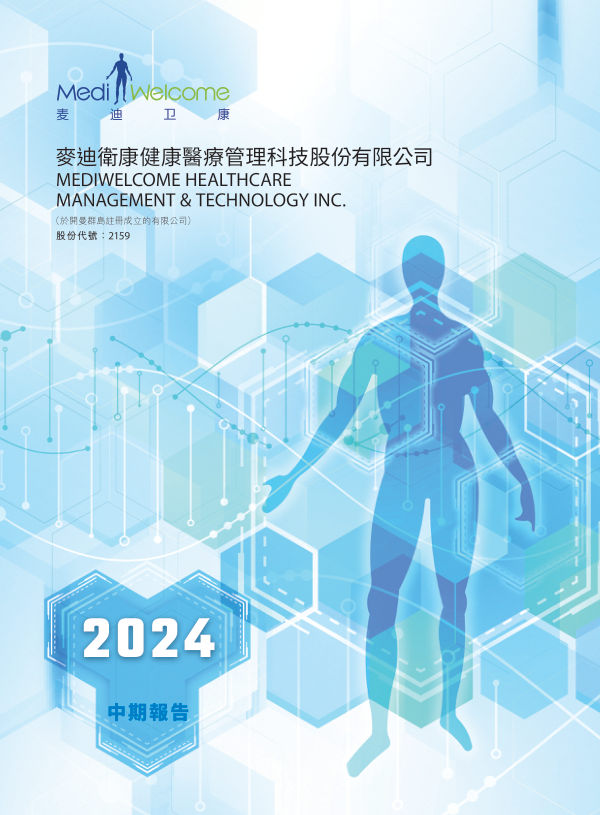 Medi Welcome
麦迪卫康
麥迪衛康健康醫療管理科技股份有限公司
MEDIWELCOME HEALTHCARE
MANAGEMENT & TECHNOLOGY INC.
(於開曼群島註冊成立的有限公司)
股份代號：2159
2024
中期報告